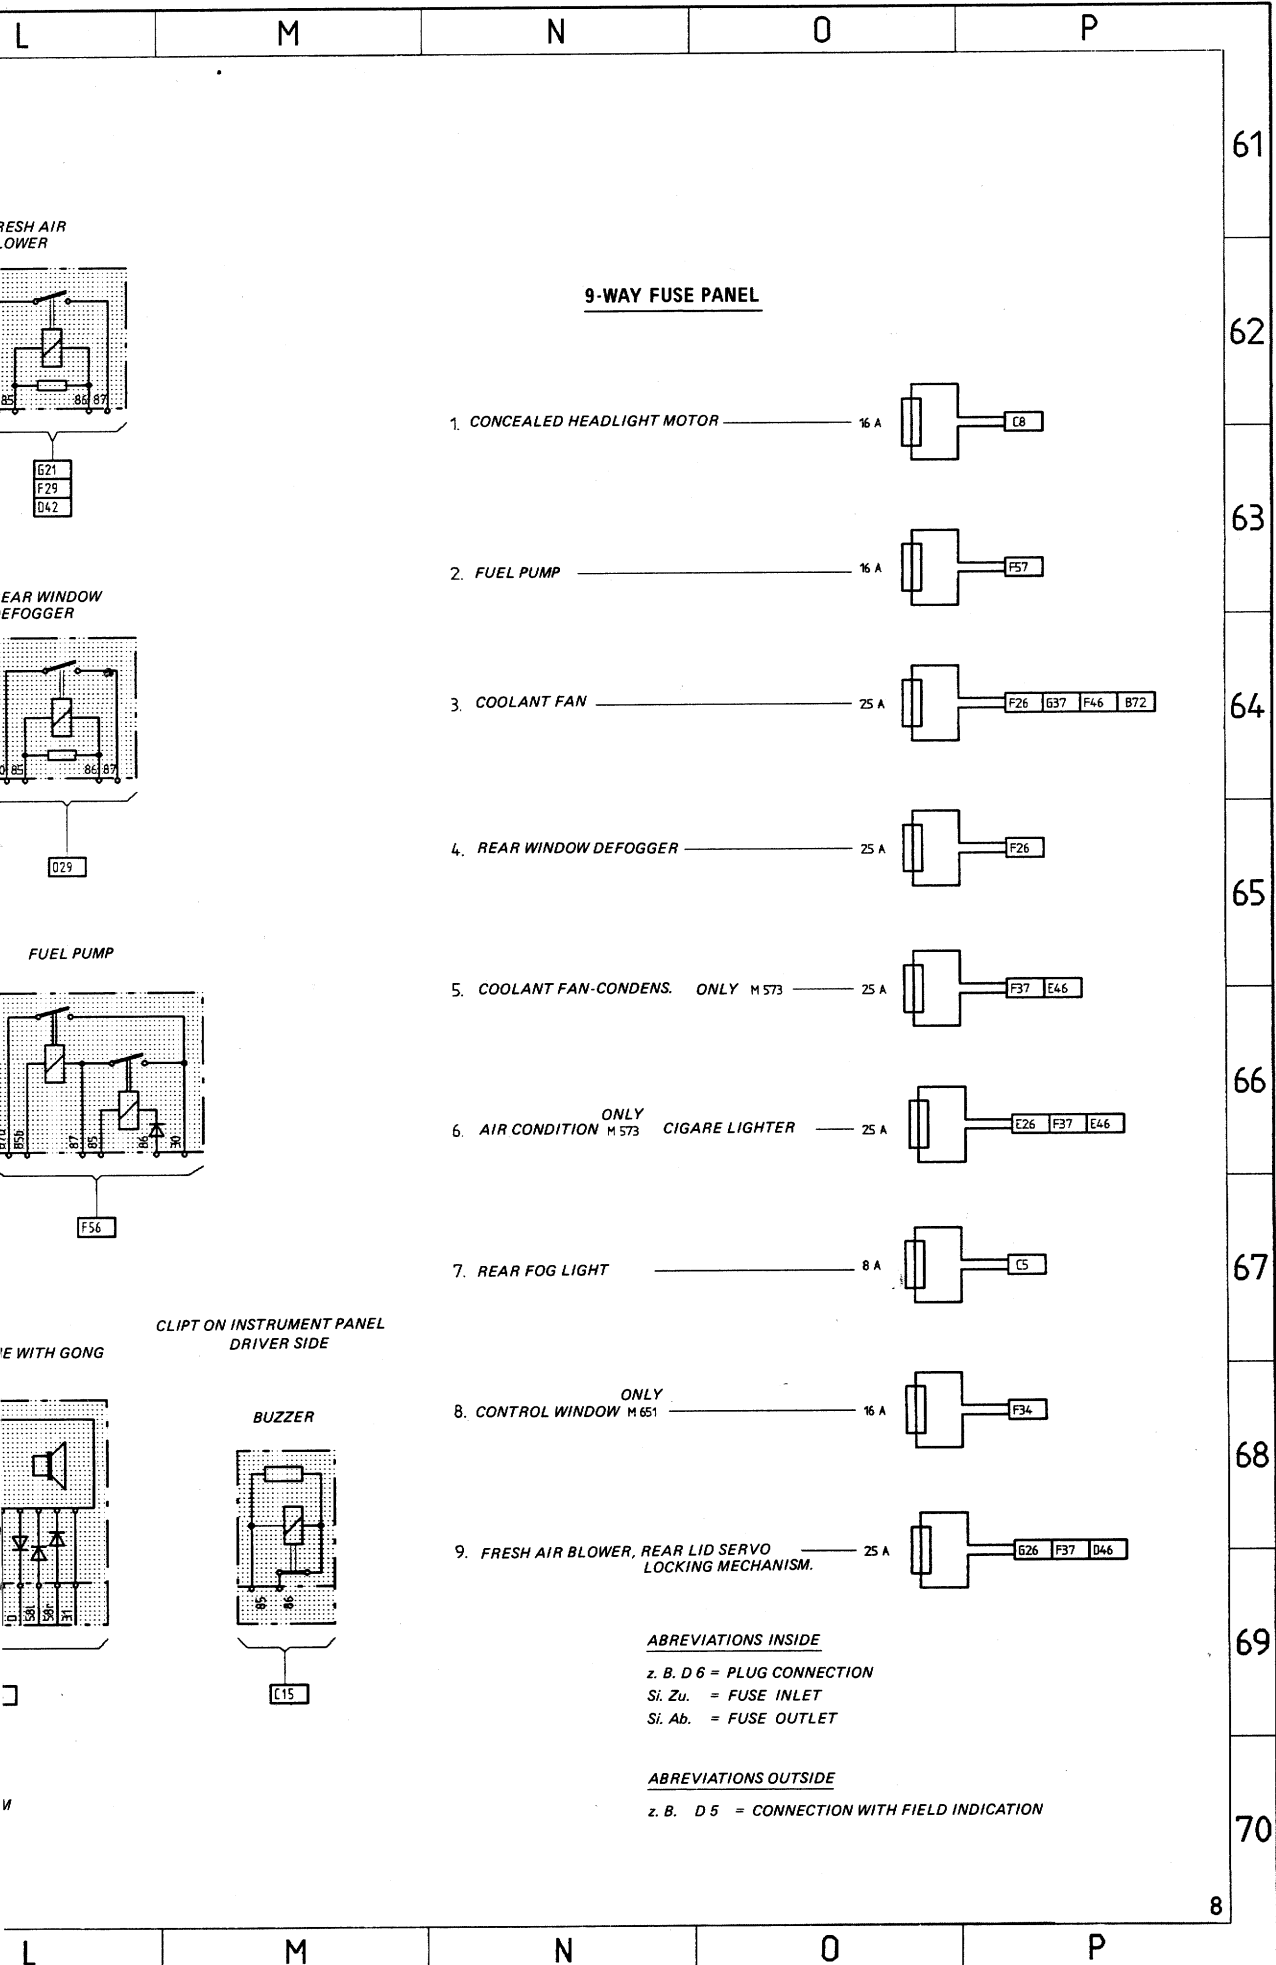 L M N O P
61
RESH AIR
LOWER
9-WAY FUSE PANEL
62
85 86 87
1. CONCEALED HEADLIGHT MOTOR 16 A C8
G21
F29
D42
63
2. FUEL PUMP 16 A F57
EAR WINDOW
EFOGGER
3. COOLANT FAN 25 A F26 G37 F46 B72
64
85 86 87
4. REAR WINDOW DEFOGGER 25 A F26
D29
65
FUEL PUMP
5. COOLANT FAN-CONDENS. ONLY M 573 25 A F37 E46
66
ONLY
6. AIR CONDITION M 573 CIGARE LIGHTER 25 A E26 F37 E46
85b 87 85 86 30
F56
7. REAR FOG LIGHT 8 A C5
67
CLIPT ON INSTRUMENT PANEL
DRIVER SIDE
E WITH GONG
ONLY
8. CONTROL WINDOW M 651 16 A F34
BUZZER
68
9. FRESH AIR BLOWER, REAR LID SERVO 25 A G26 F37 D46
LOCKING MECHANISM.
58l 58r 31
85 86
69
ABREVIATIONS INSIDE
z. B. D 6 = PLUG CONNECTION
Si. Zu. = FUSE INLET
Si. Ab. = FUSE OUTLET
C15
ABREVIATIONS OUTSIDE
z. B. D 5 = CONNECTION WITH FIELD INDICATION
M
70
8
L M N O P